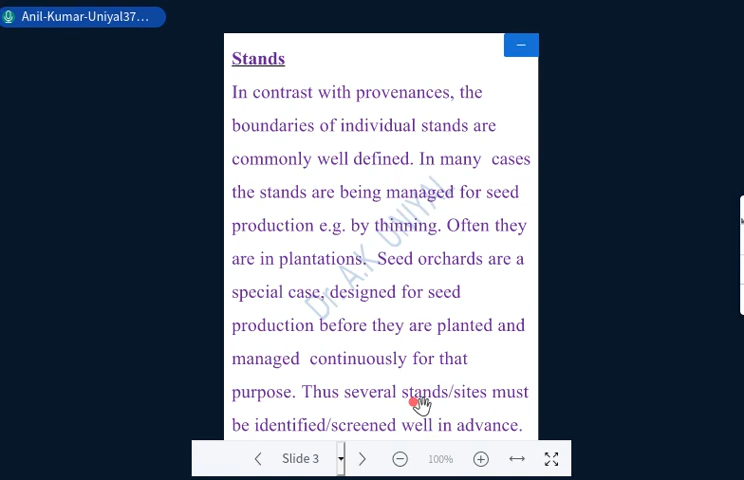 Anil-Kumar-Uniyal37...
Stands
In contrast with provenances, the
boundaries of individual stands are
commonly well defined. In many cases
the stands are being managed for seed
production e.g. by thinning. Often they
are in plantations. Seed orchards are a
special case, designed for seed
production before they are planted and
managed continuously for that
purpose. Thus several stands/sites must
be identified/screened well in advance.
Dr. A.K. UNIYAL
Slide 3
100%